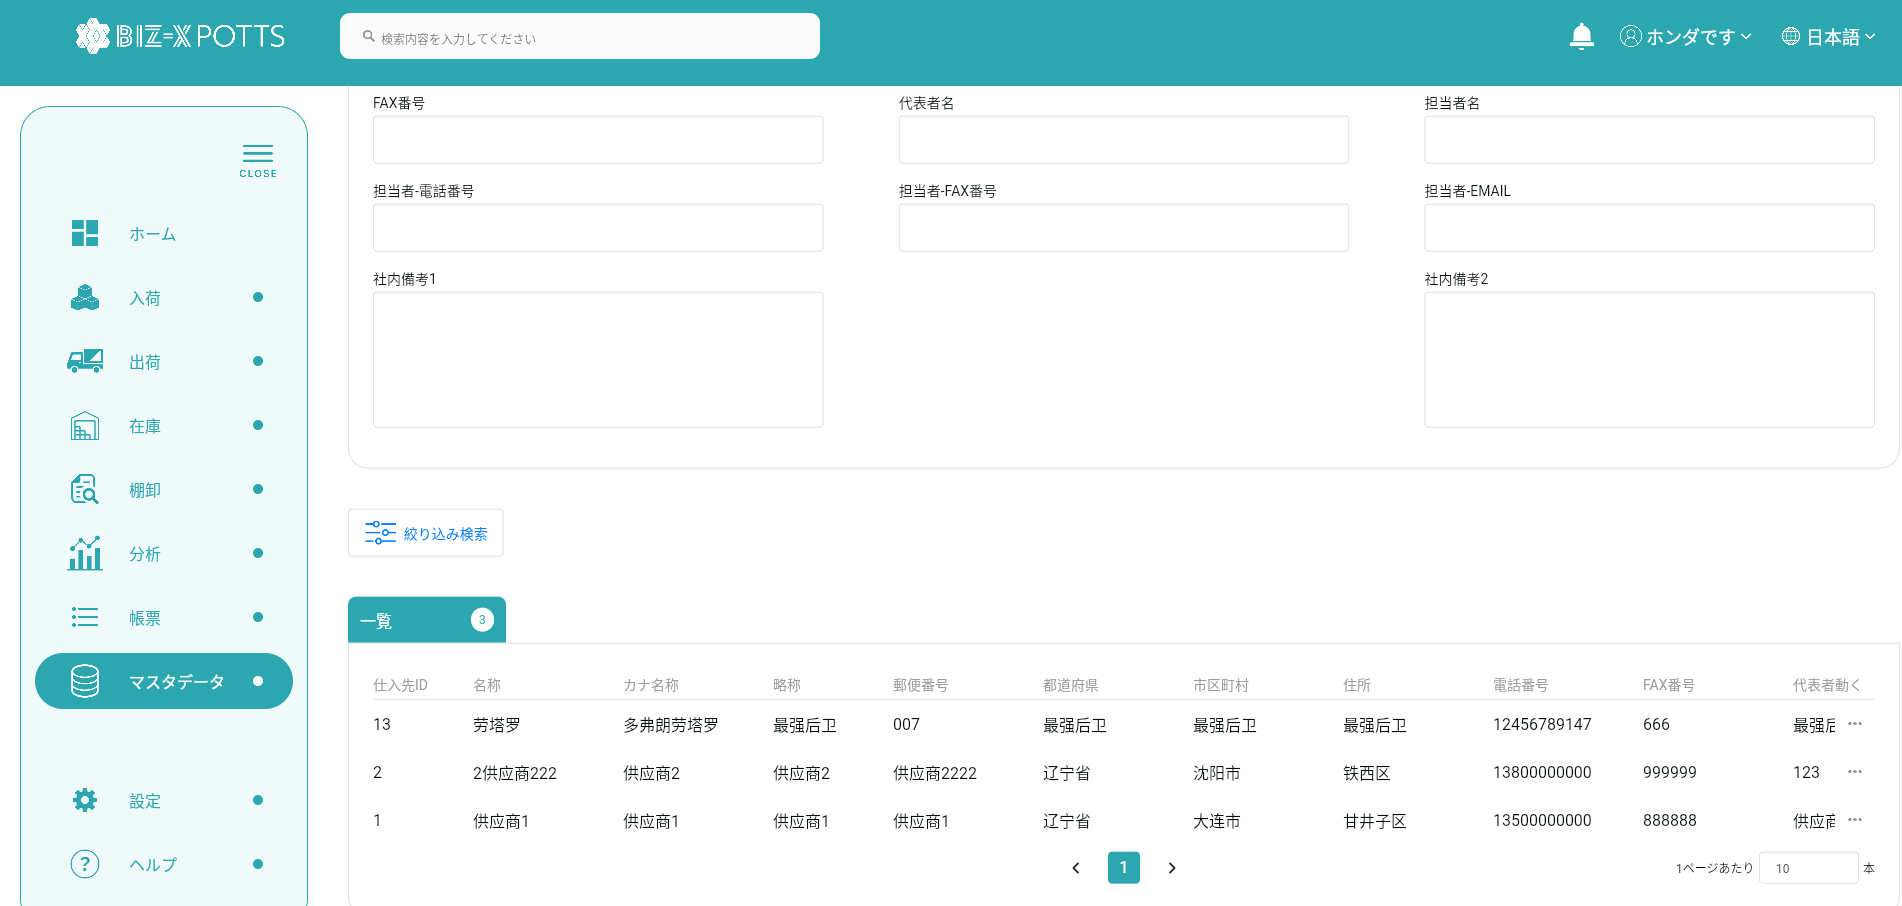 BIZ-X POTTS
検索内容を入力してください
ホンダです
日本語
CLOSE
ホーム
入荷
出荷
在庫
棚卸
分析
帳票
マスタデータ
設定
ヘルプ
FAX番号 代表者名 担当者名
担当者-電話番号 担当者-FAX番号 担当者-EMAIL
社内備考1 社内備考2
絞り込み検索
一覧 3
仕入先ID 名称 カナ名称 略称 郵便番号 都道府県 市区町村 住所 電話番号 FAX番号 代表者動く
13 劳塔罗 多弗朗劳塔罗 最强后卫 007 最强后卫 最强后卫 最强后卫 12456789147 666 最强后 ···
2 2供应商222 供应商2 供应商2 供应商2222 辽宁省 沈阳市 铁西区 13800000000 999999 123 ···
1 供应商1 供应商1 供应商1 供应商1 辽宁省 大连市 甘井子区 13500000000 888888 供应商 ···
1
1ページあたり 10 本